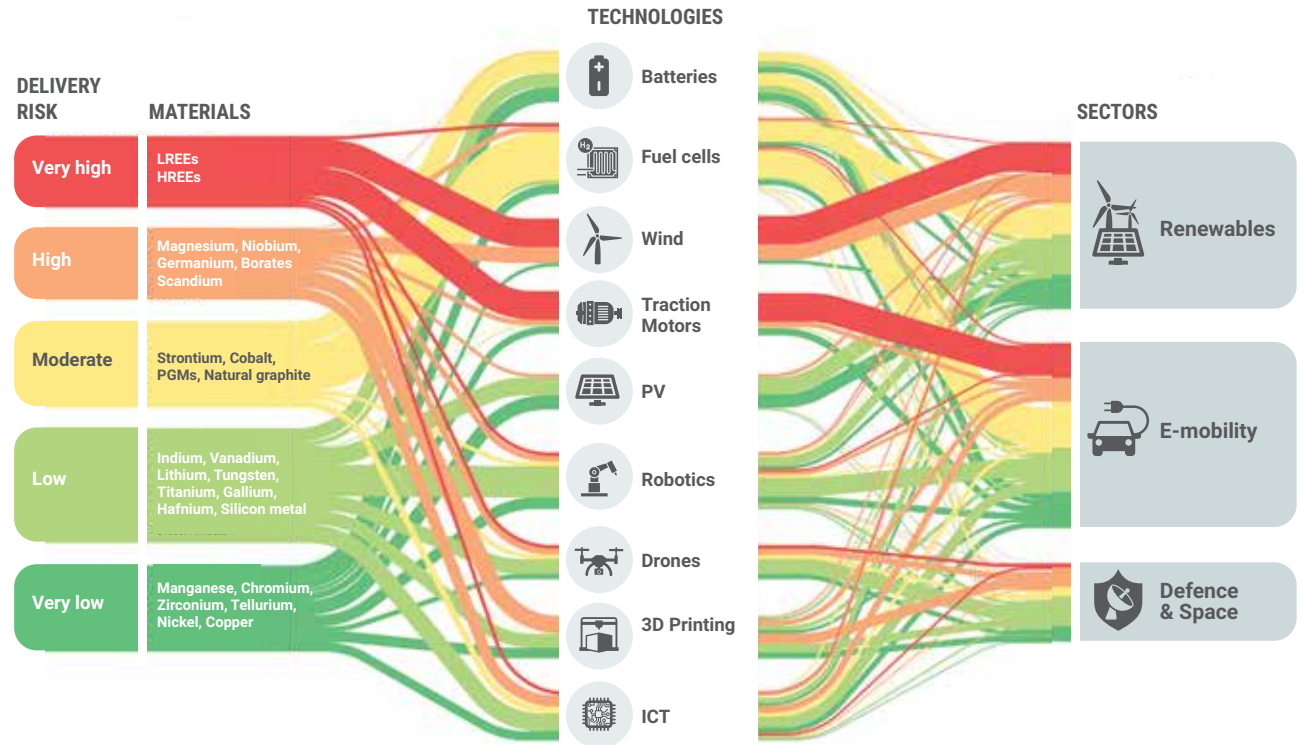 TECHNOLOGIES
DELIVERY
RISK
MATERIALS
SECTORS
Very high
LREEs
HREEs
High
Magnesium, Niobium,
Germanium, Borates
Scandium
Moderate
Strontium, Cobalt,
PGMs, Natural graphite
Low
Indium, Vanadium,
Lithium, Tungsten,
Titanium, Gallium,
Hafnium, Silicon metal
Very low
Manganese, Chromium,
Zirconium, Tellurium,
Nickel, Copper
Batteries
H2
Fuel cells
Wind
Traction
Motors
PV
Robotics
Drones
3D Printing
ICT
Renewables
E-mobility
Defence
& Space